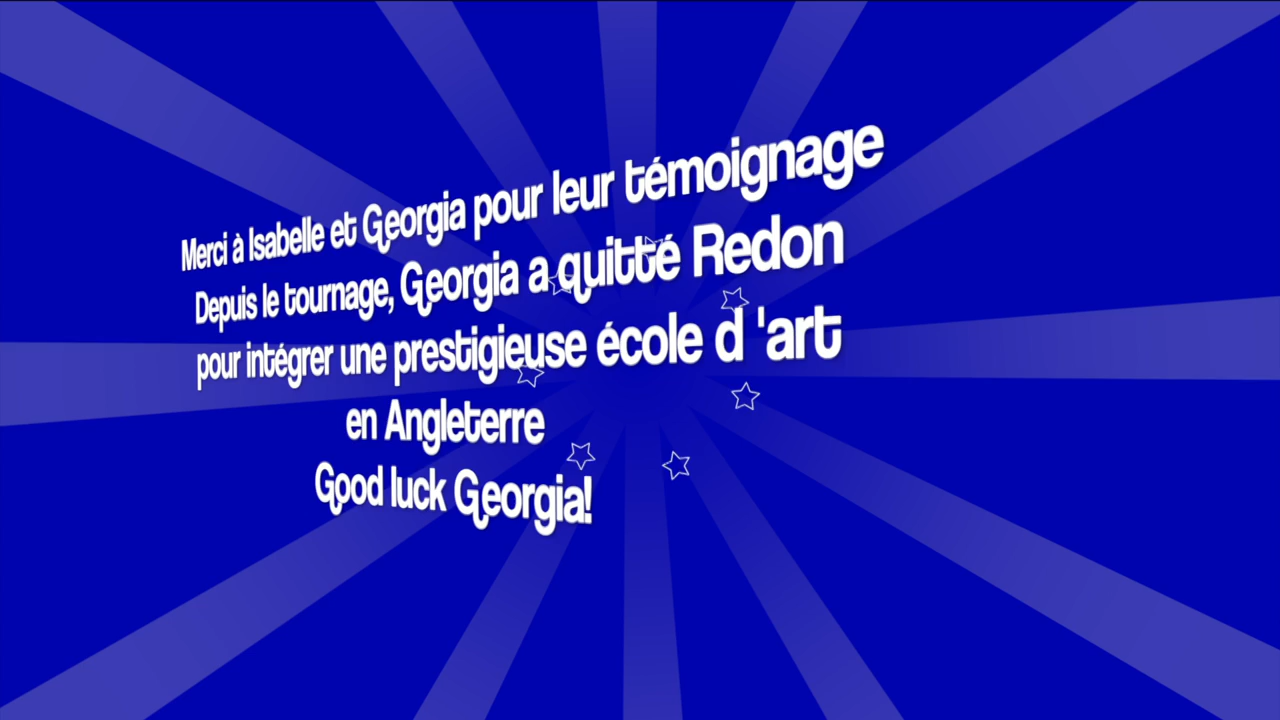 Merci à Isabelle et Georgia pour leur témoignage
Depuis le tournage, Georgia a quitté Redon
pour intégrer une prestigieuse école d 'art
en Angleterre
Good luck Georgia!